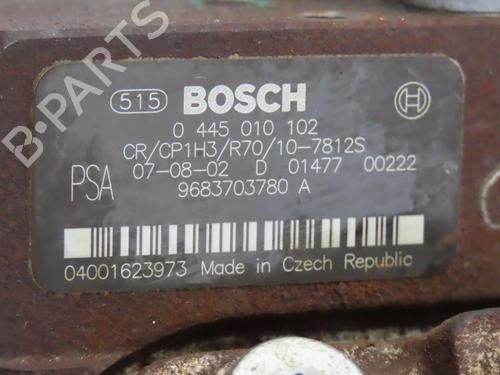 B-PARTS
515 BOSCH
0 445 010 102
CR/CP1H3/R70/10-7812S
PSA 07-08-02 D 01477 00222
9683703780 A
04001623973 Made in Czech Republic